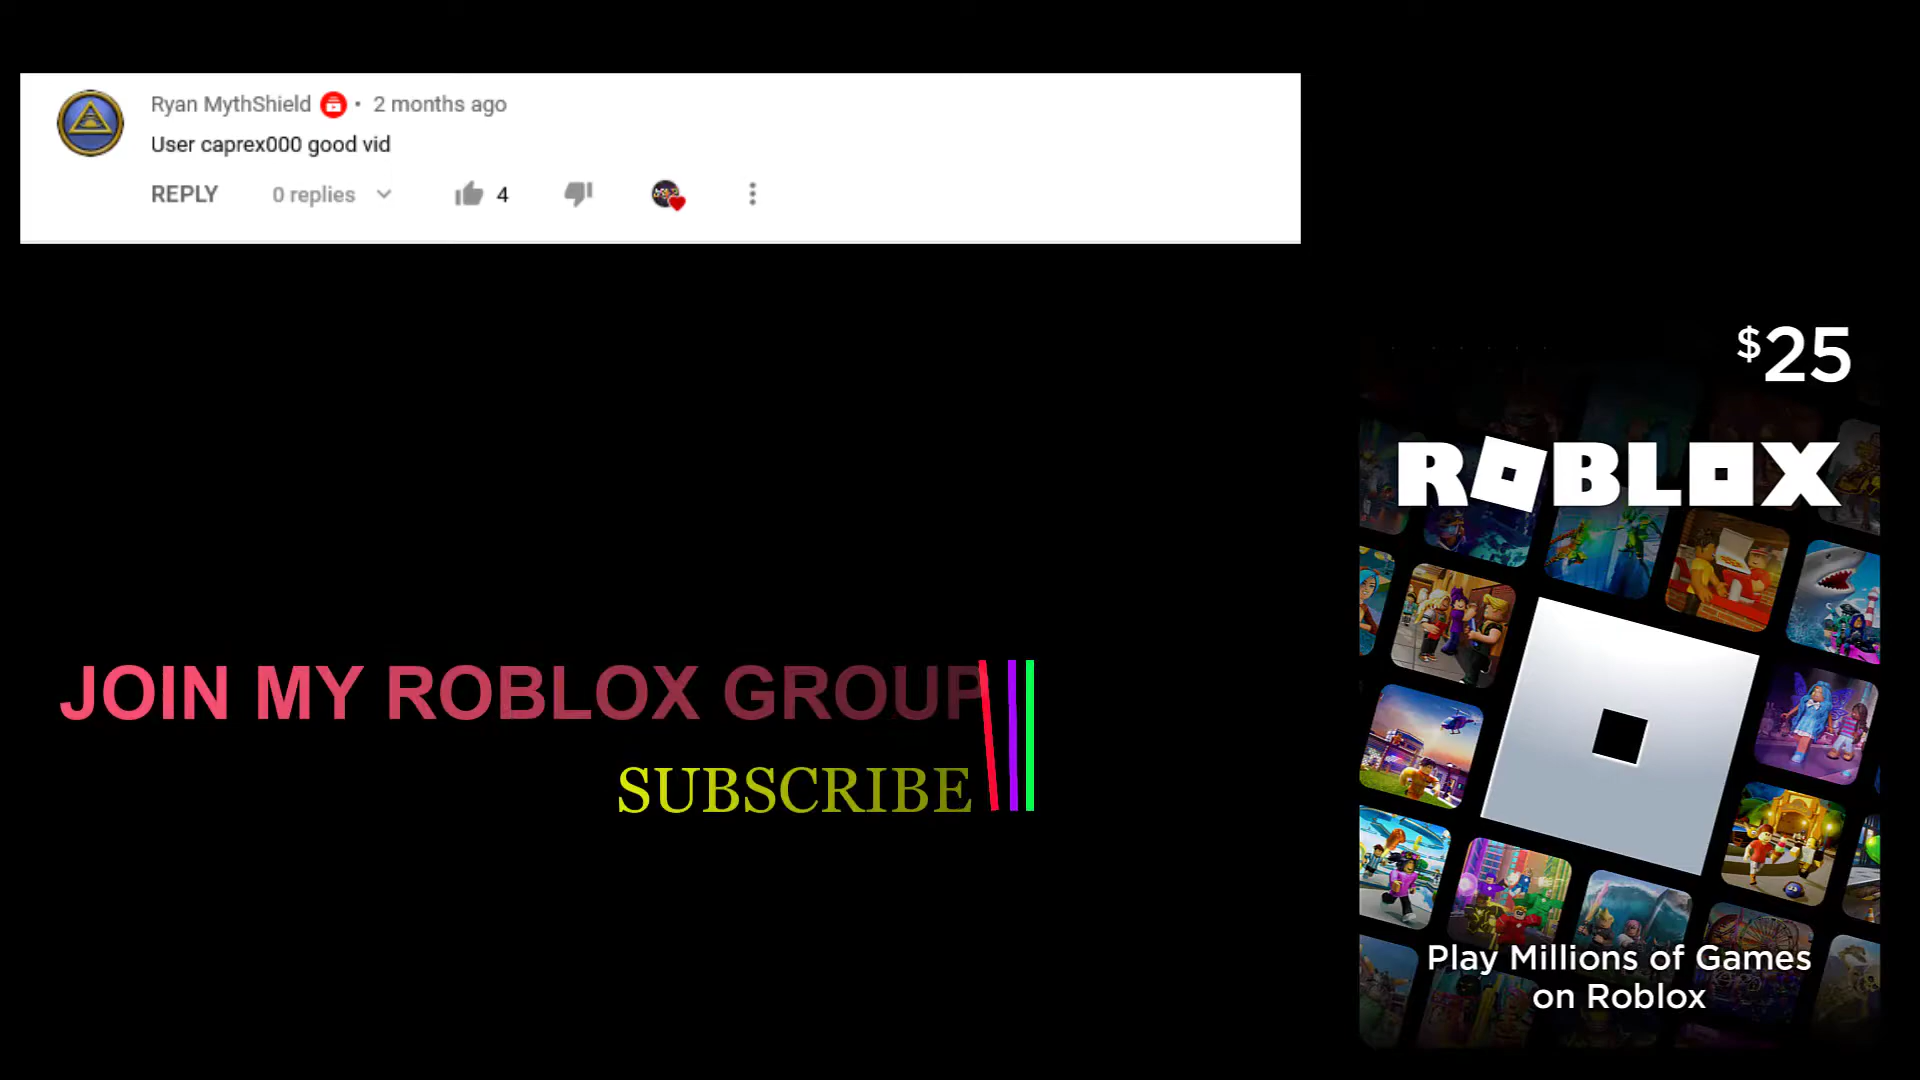 Ryan MythShield • 2 months ago
User caprex000 good vid
REPLY 0 replies 4
$25
ROBLOX
JOIN MY ROBLOX GROUP
SUBSCRIBE
Play Millions of Games
on Roblox